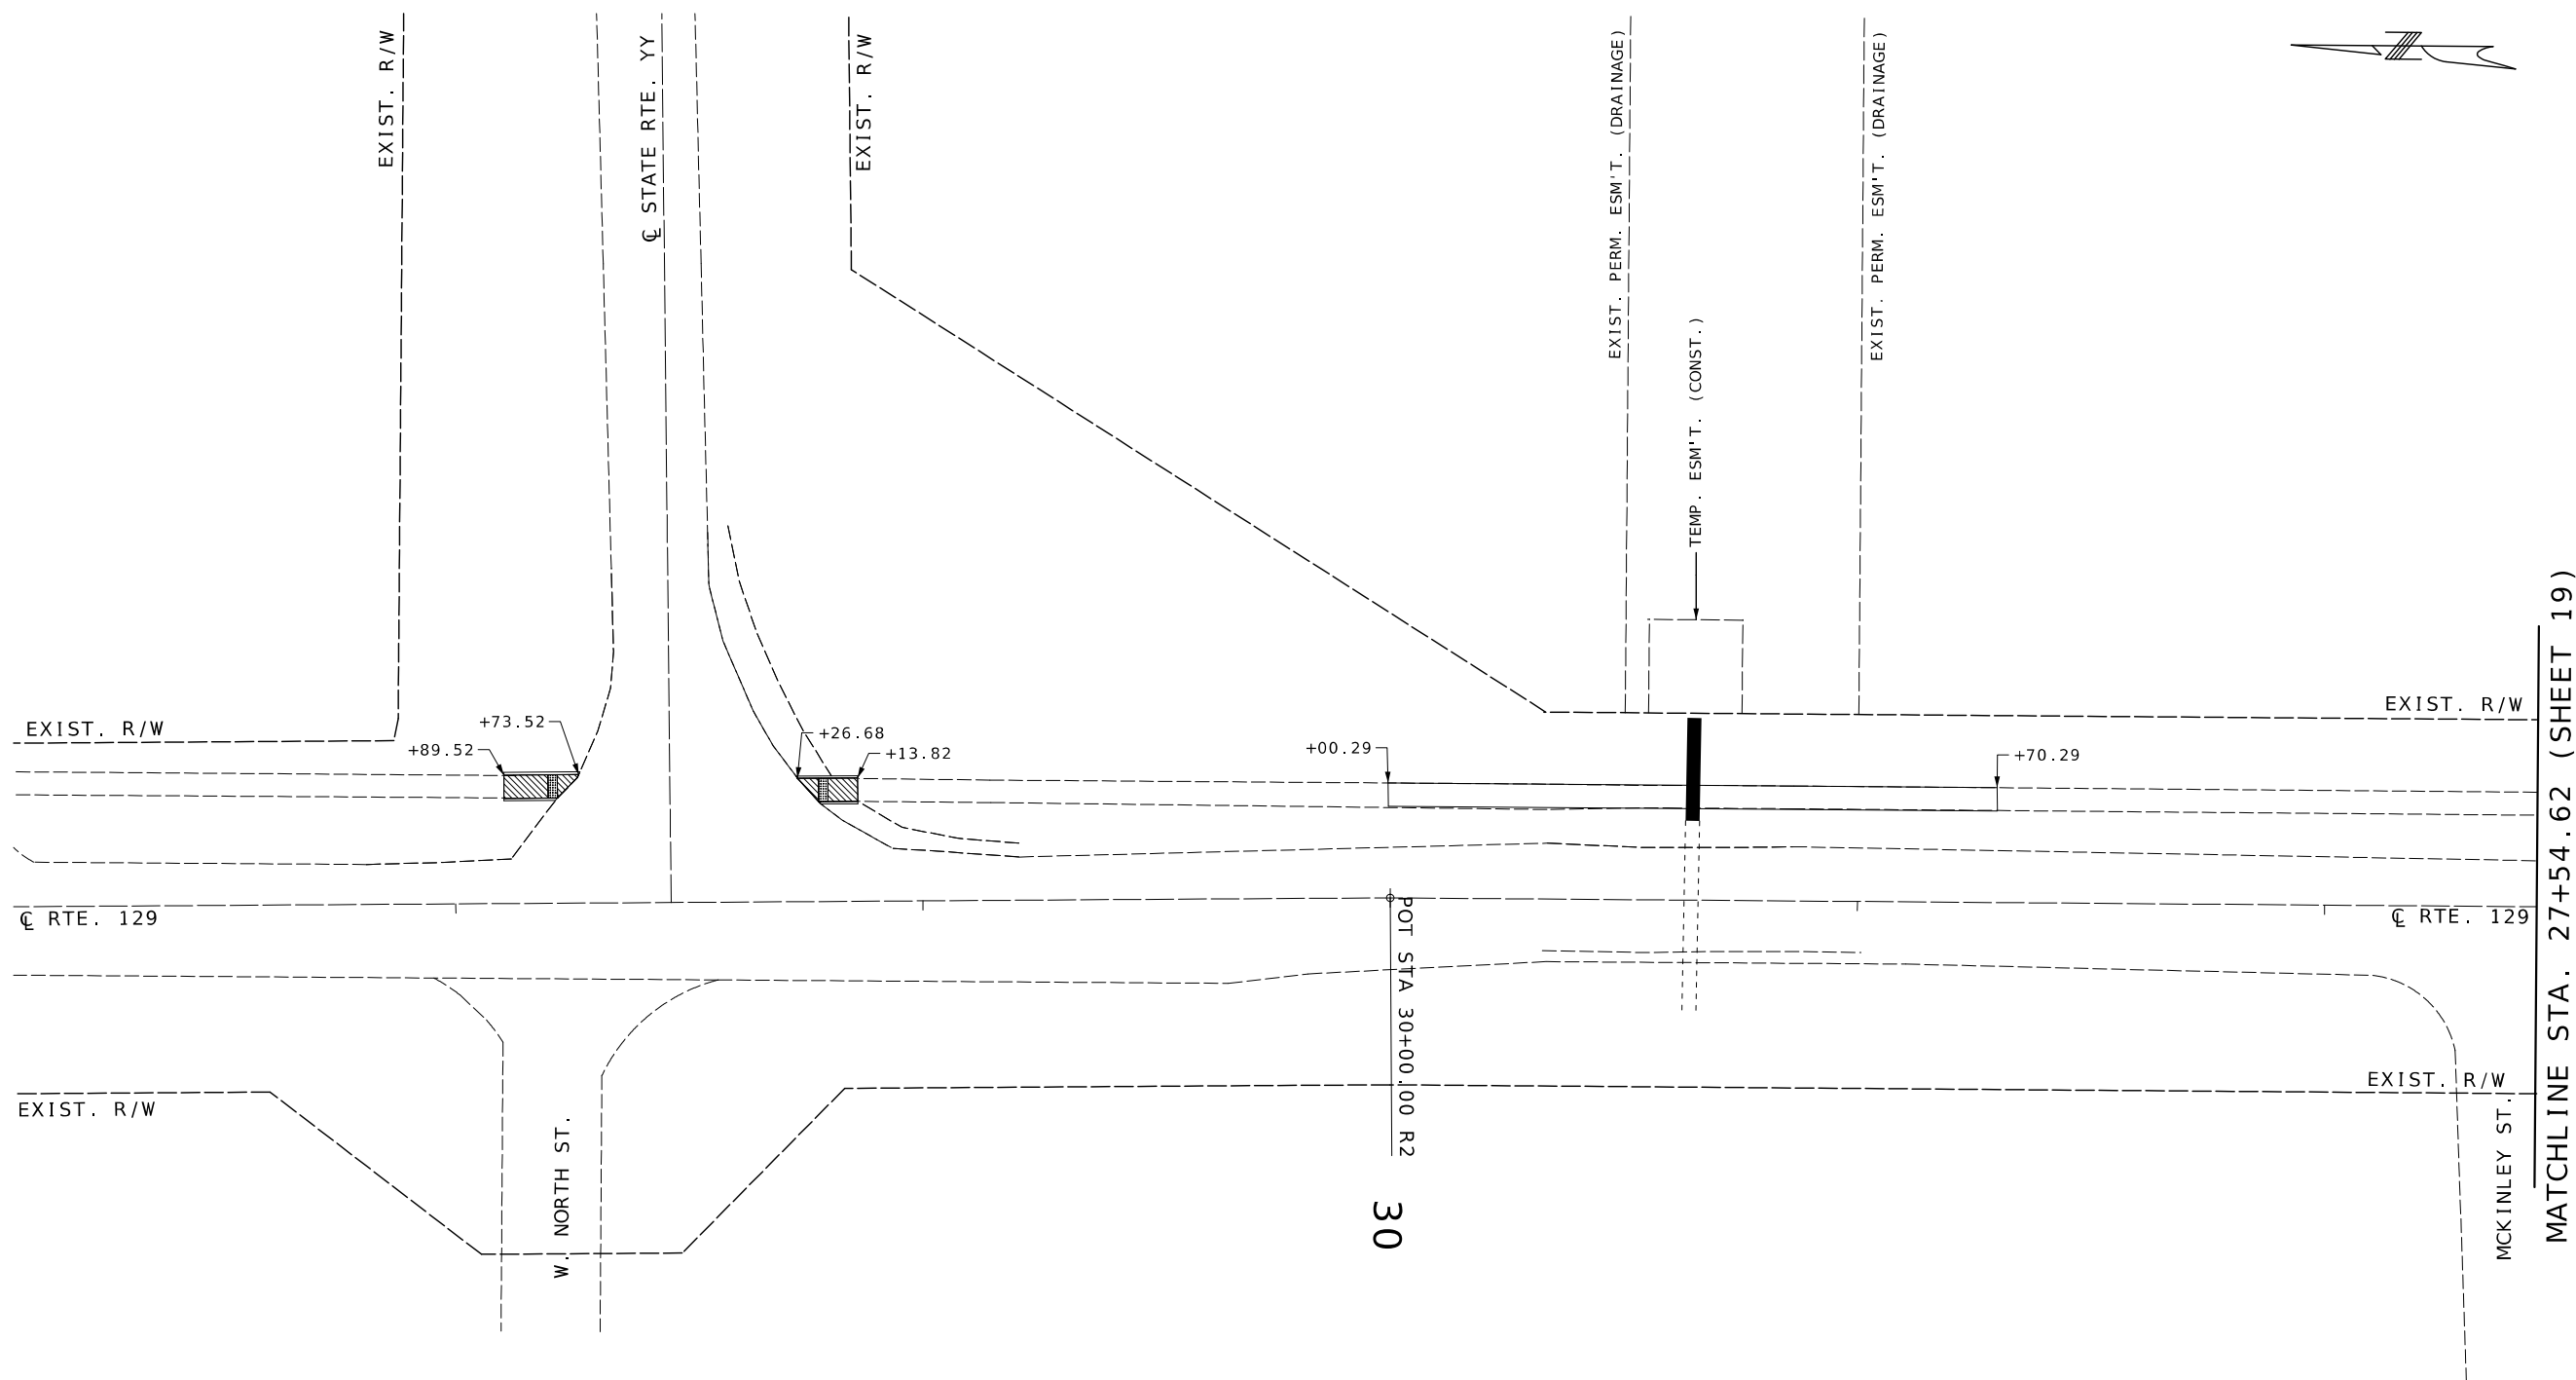 EXIST. R/W
℄ STATE RTE. YY
EXIST. R/W
EXIST. PERM. ESM'T. (DRAINAGE)
EXIST. PERM. ESM'T. (DRAINAGE)
TEMP. ESM'T. (CONST.)
EXIST. R/W
+73.52
+89.52
+26.68
+13.82
+00.29
+70.29
EXIST. R/W
℄ RTE. 129
℄ RTE. 129
POT STA 30+00.00 R2
30
EXIST. R/W
W. NORTH ST.
EXIST. R/W
MCKINLEY ST.
MATCHLINE STA. 27+54.62 (SHEET 19)